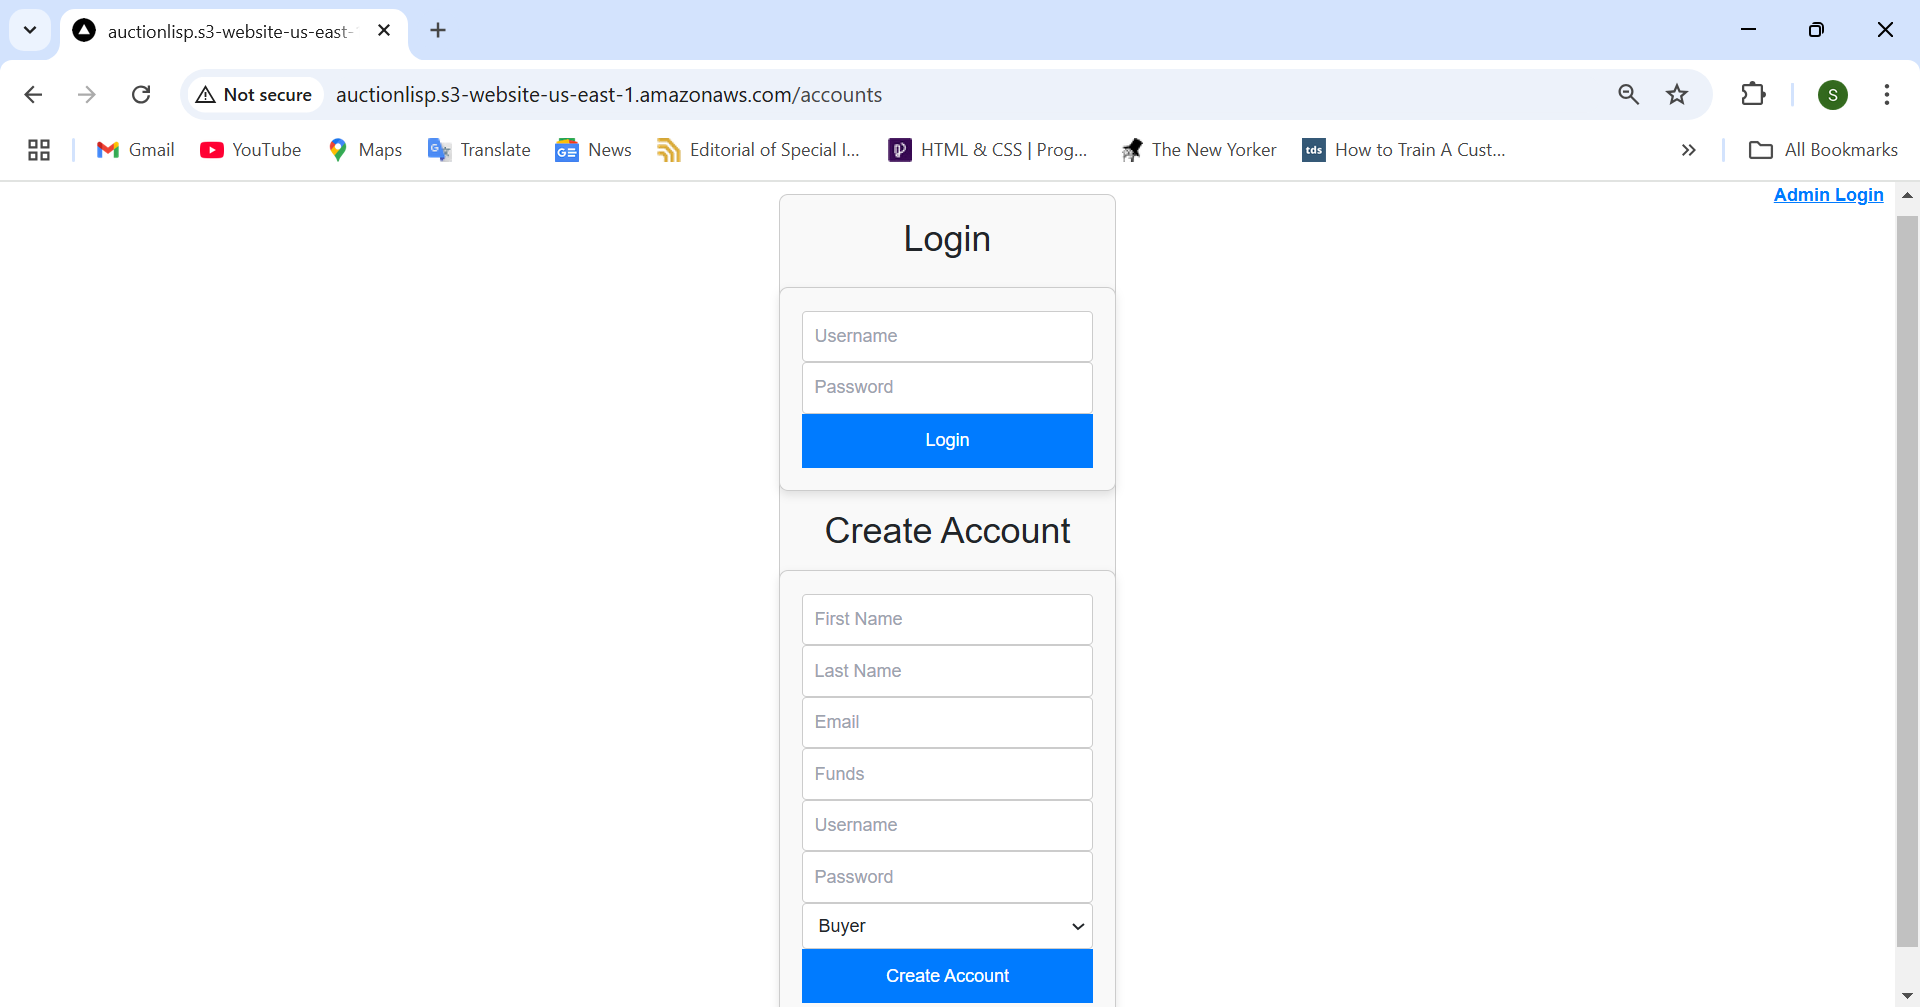 auctionlisp.s3-website-us-east-
Not secure
auctionlisp.s3-website-us-east-1.amazonaws.com/accounts
S
Gmail
YouTube
Maps
Translate
News
Editorial of Special I...
HTML & CSS | Prog...
The New Yorker
tds
How to Train A Cust...
All Bookmarks
Admin Login
Login
Username
Password
Login
Create Account
First Name
Last Name
Email
Funds
Username
Password
Buyer
Create Account